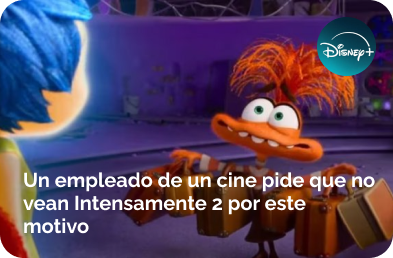 Disney+
Un empleado de un cine pide que no
vean Intensamente 2 por este
motivo